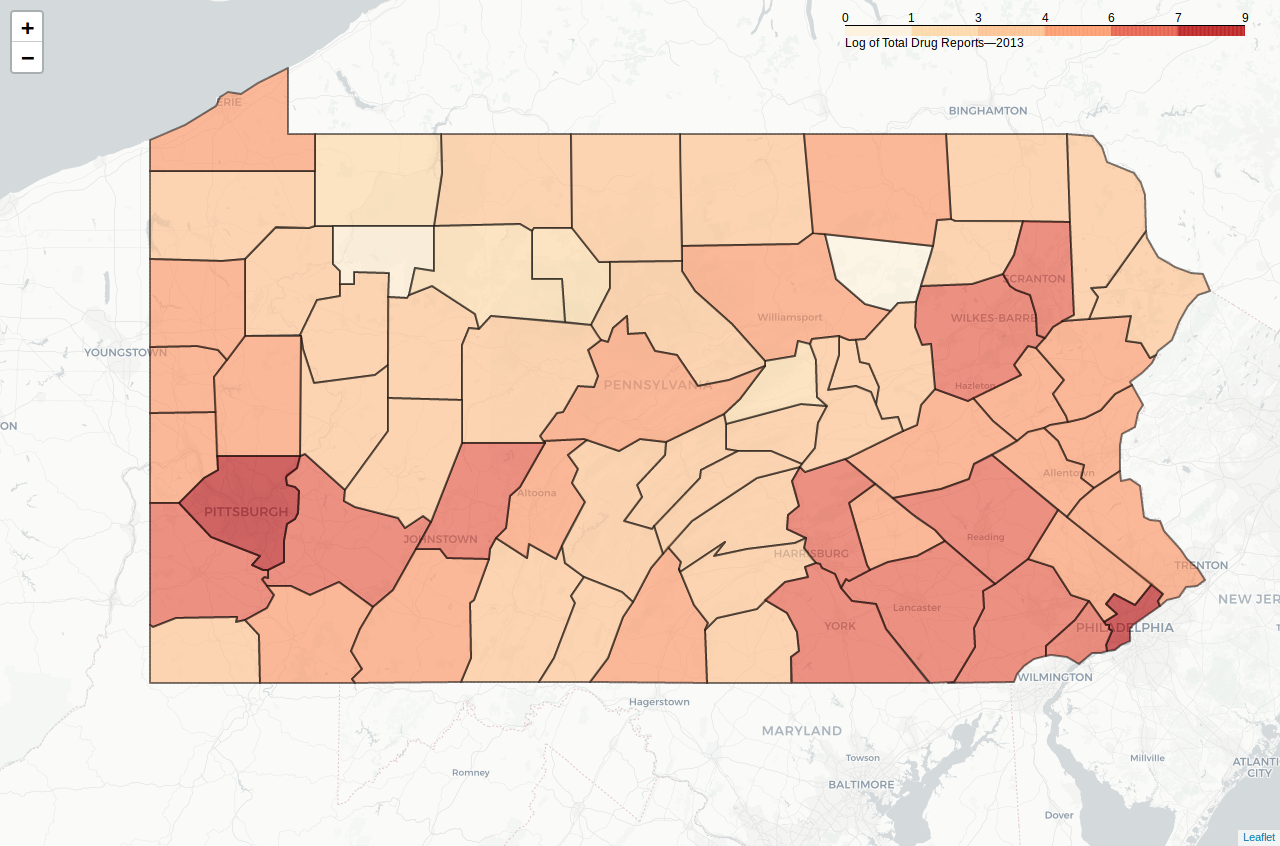 +
−
0 1 3 4 6 7 9
Log of Total Drug Reports—2013
ERIE
BINGHAMTON
SCRANTON
Williamsport
WILKES-BARRE
YOUNGSTOWN
PENNSYLVANIA
Hazleton
ON
Allentown
Altoona
PITTSBURGH
JOHNSTOWN
Reading
HARRISBURG
TRENTON
NEW JER
Lancaster
YORK
PHILADELPHIA
WILMINGTON
Hagerstown
MARYLAND
Towson
Millville
ATLANTI
CITY
Romney
BALTIMORE
Dover
Leaflet